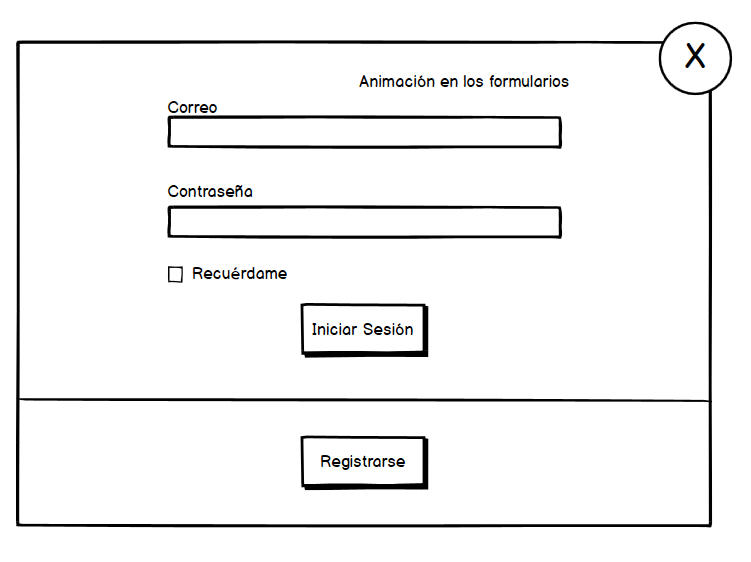 X
Animación en los formularios
Correo
Contraseña
Recuérdame
Iniciar Sesión
Registrarse